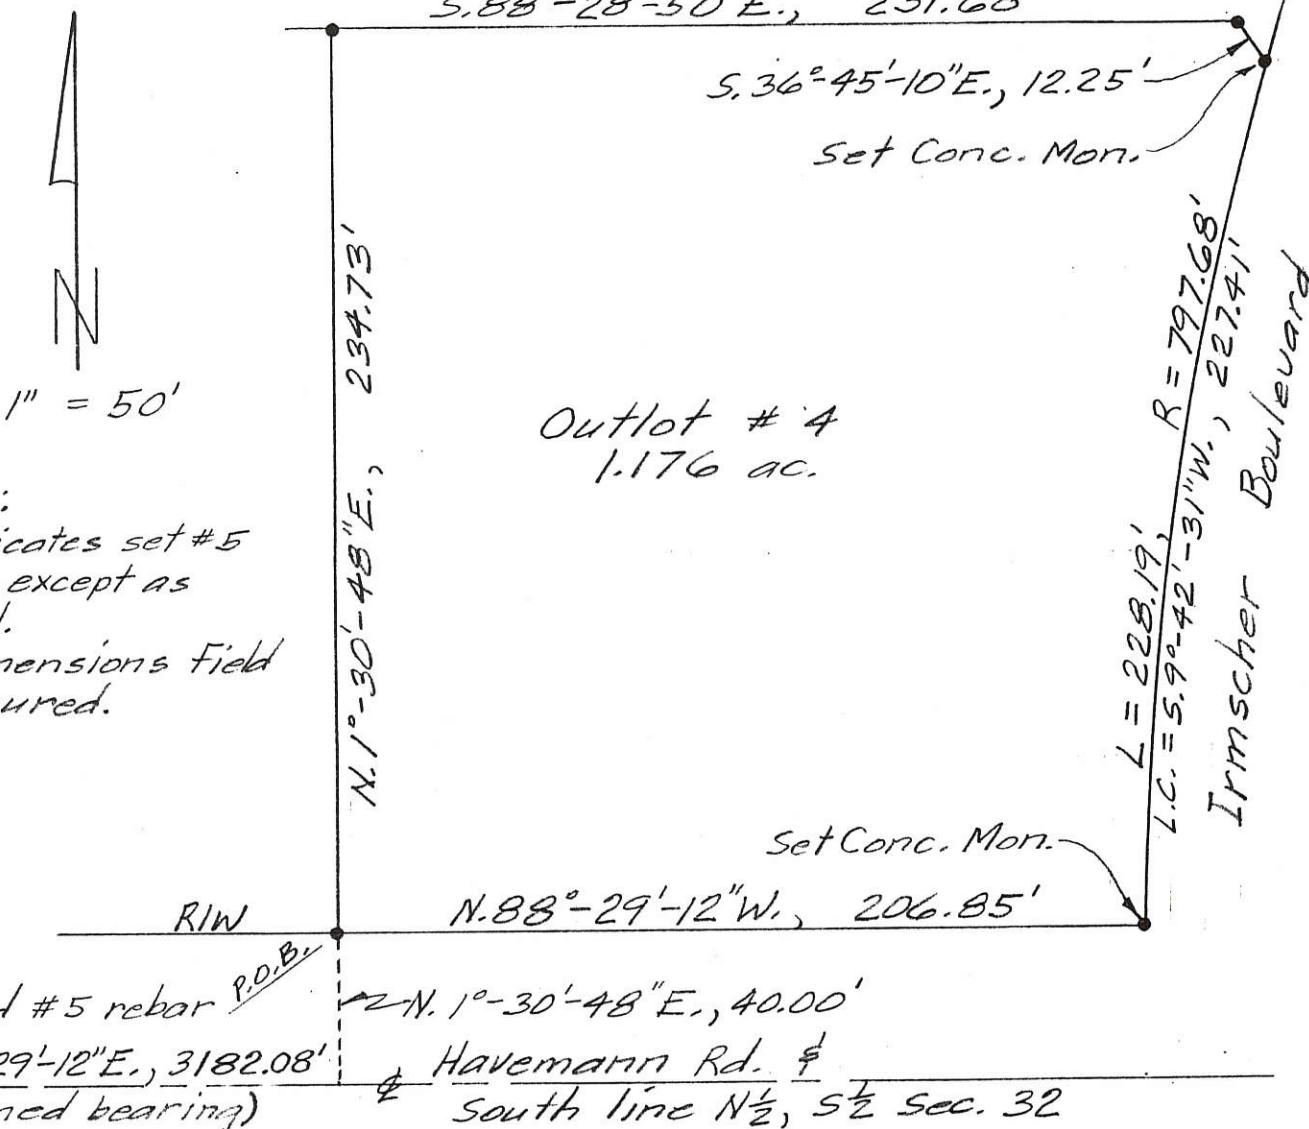 S.88°-28'-50"E., 231.60'
S.36°-45'-10"E., 12.25'
Set Conc. Mon.
N
1" = 50'
N.1°-30'-48"E., 234.73'
Outlot # 4
1.176 ac.
L = 228.19', R = 797.68'
L.C. = S.9°-42'-31"W., 227.41'
Irmscher Boulevard
:
icates set #5
except as
d.
mensions Field
ured.
Set Conc. Mon.
R/W
N.88°-29'-12"W., 206.85'
P.O.B.
d #5 rebar
N. 1°-30'-48"E., 40.00'
29'-12"E., 3182.08'
℄ Havemann Rd. &
ned bearing)
South line N½, S½ Sec. 32